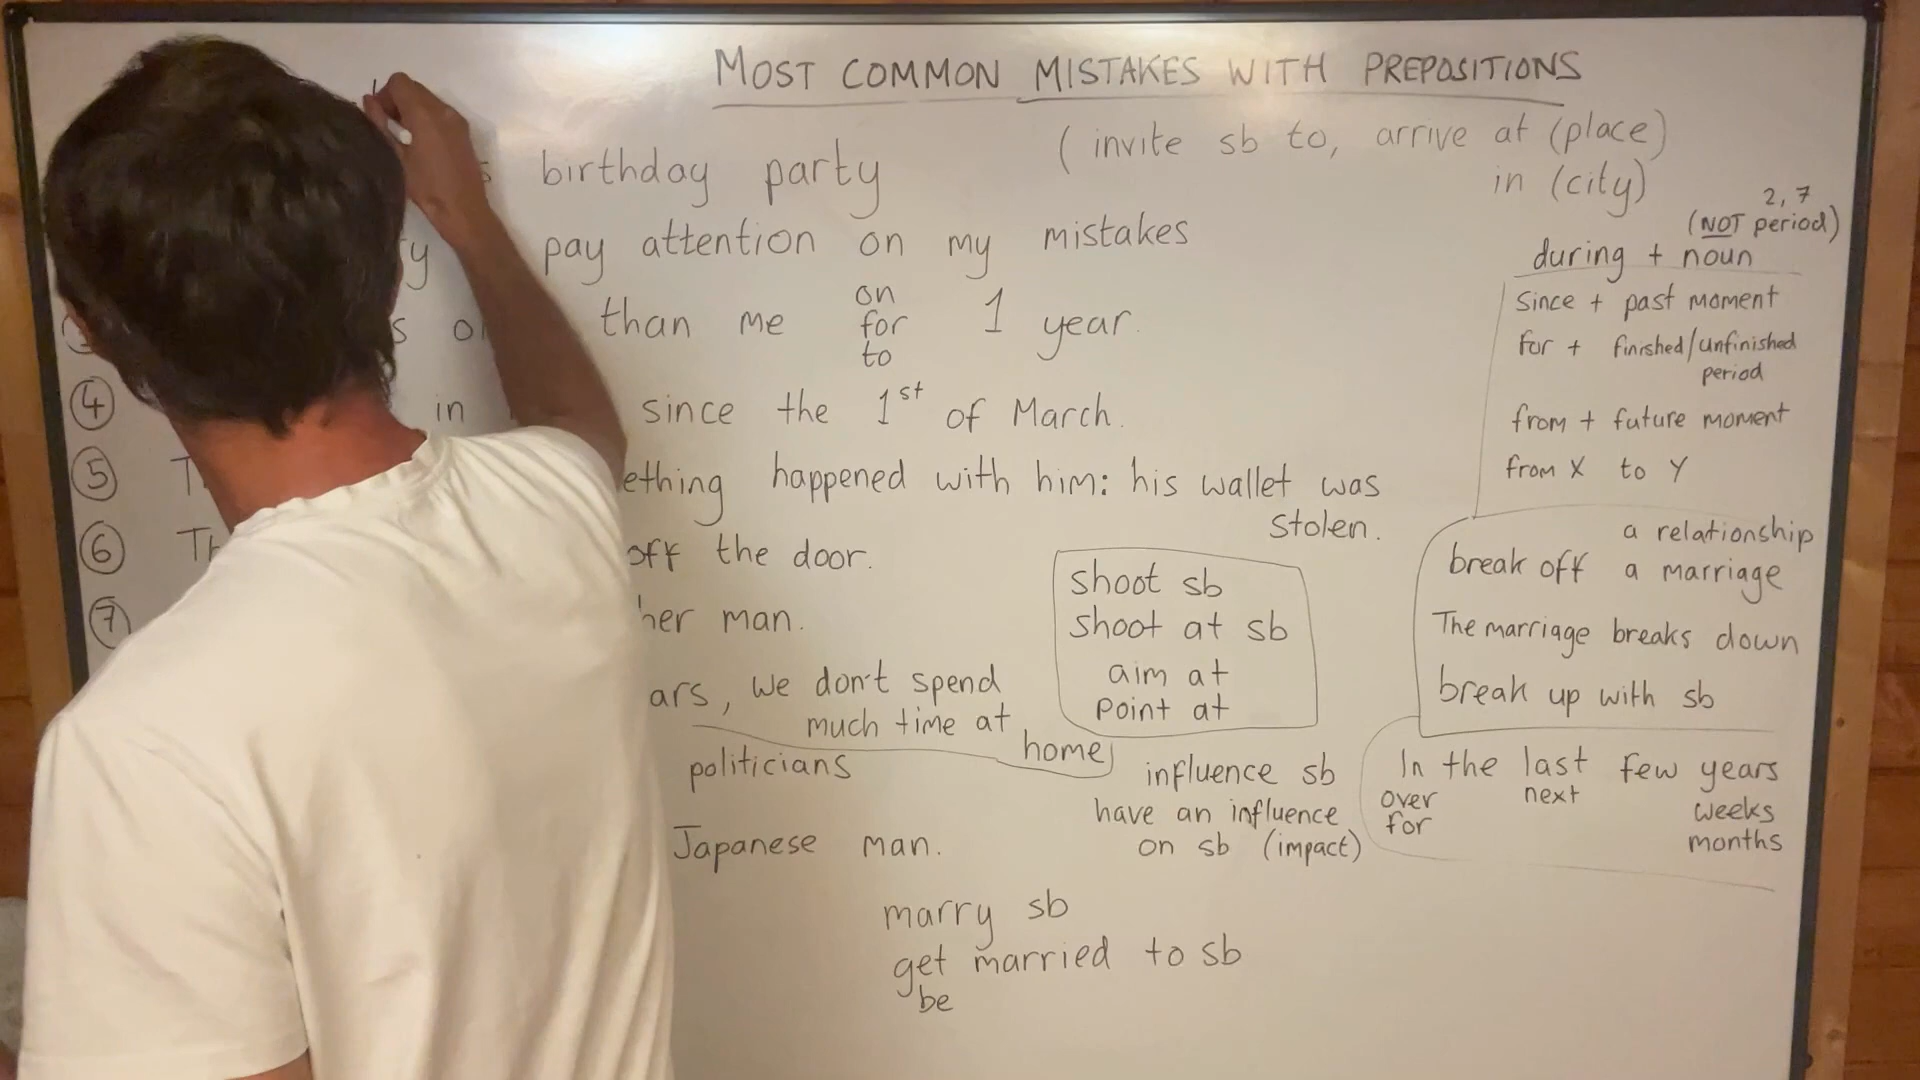 MOST COMMON MISTAKES WITH PREPOSITIONS
birthday party (invite sb to, arrive at (place)
in (city)
2, 7
(NOT period)
pay attention on my mistakes
during + noun
on
than me for 1 year.
to
since + past moment
for + finished/unfinished
period
④ in since the 1st of March.
from + future moment
⑤ ething happened with him: his wallet was
stolen.
from X to Y
⑥ off the door.
⑦ her man.
shoot sb
shoot at sb
aim at
point at
a relationship
break off a marriage
The marriage breaks down
break up with sb
ars, we don't spend
much time at
home
politicians
influence sb
have an influence
on sb (impact)
In the last few years
over next weeks
for months
Japanese man.
marry sb
get married to sb
be